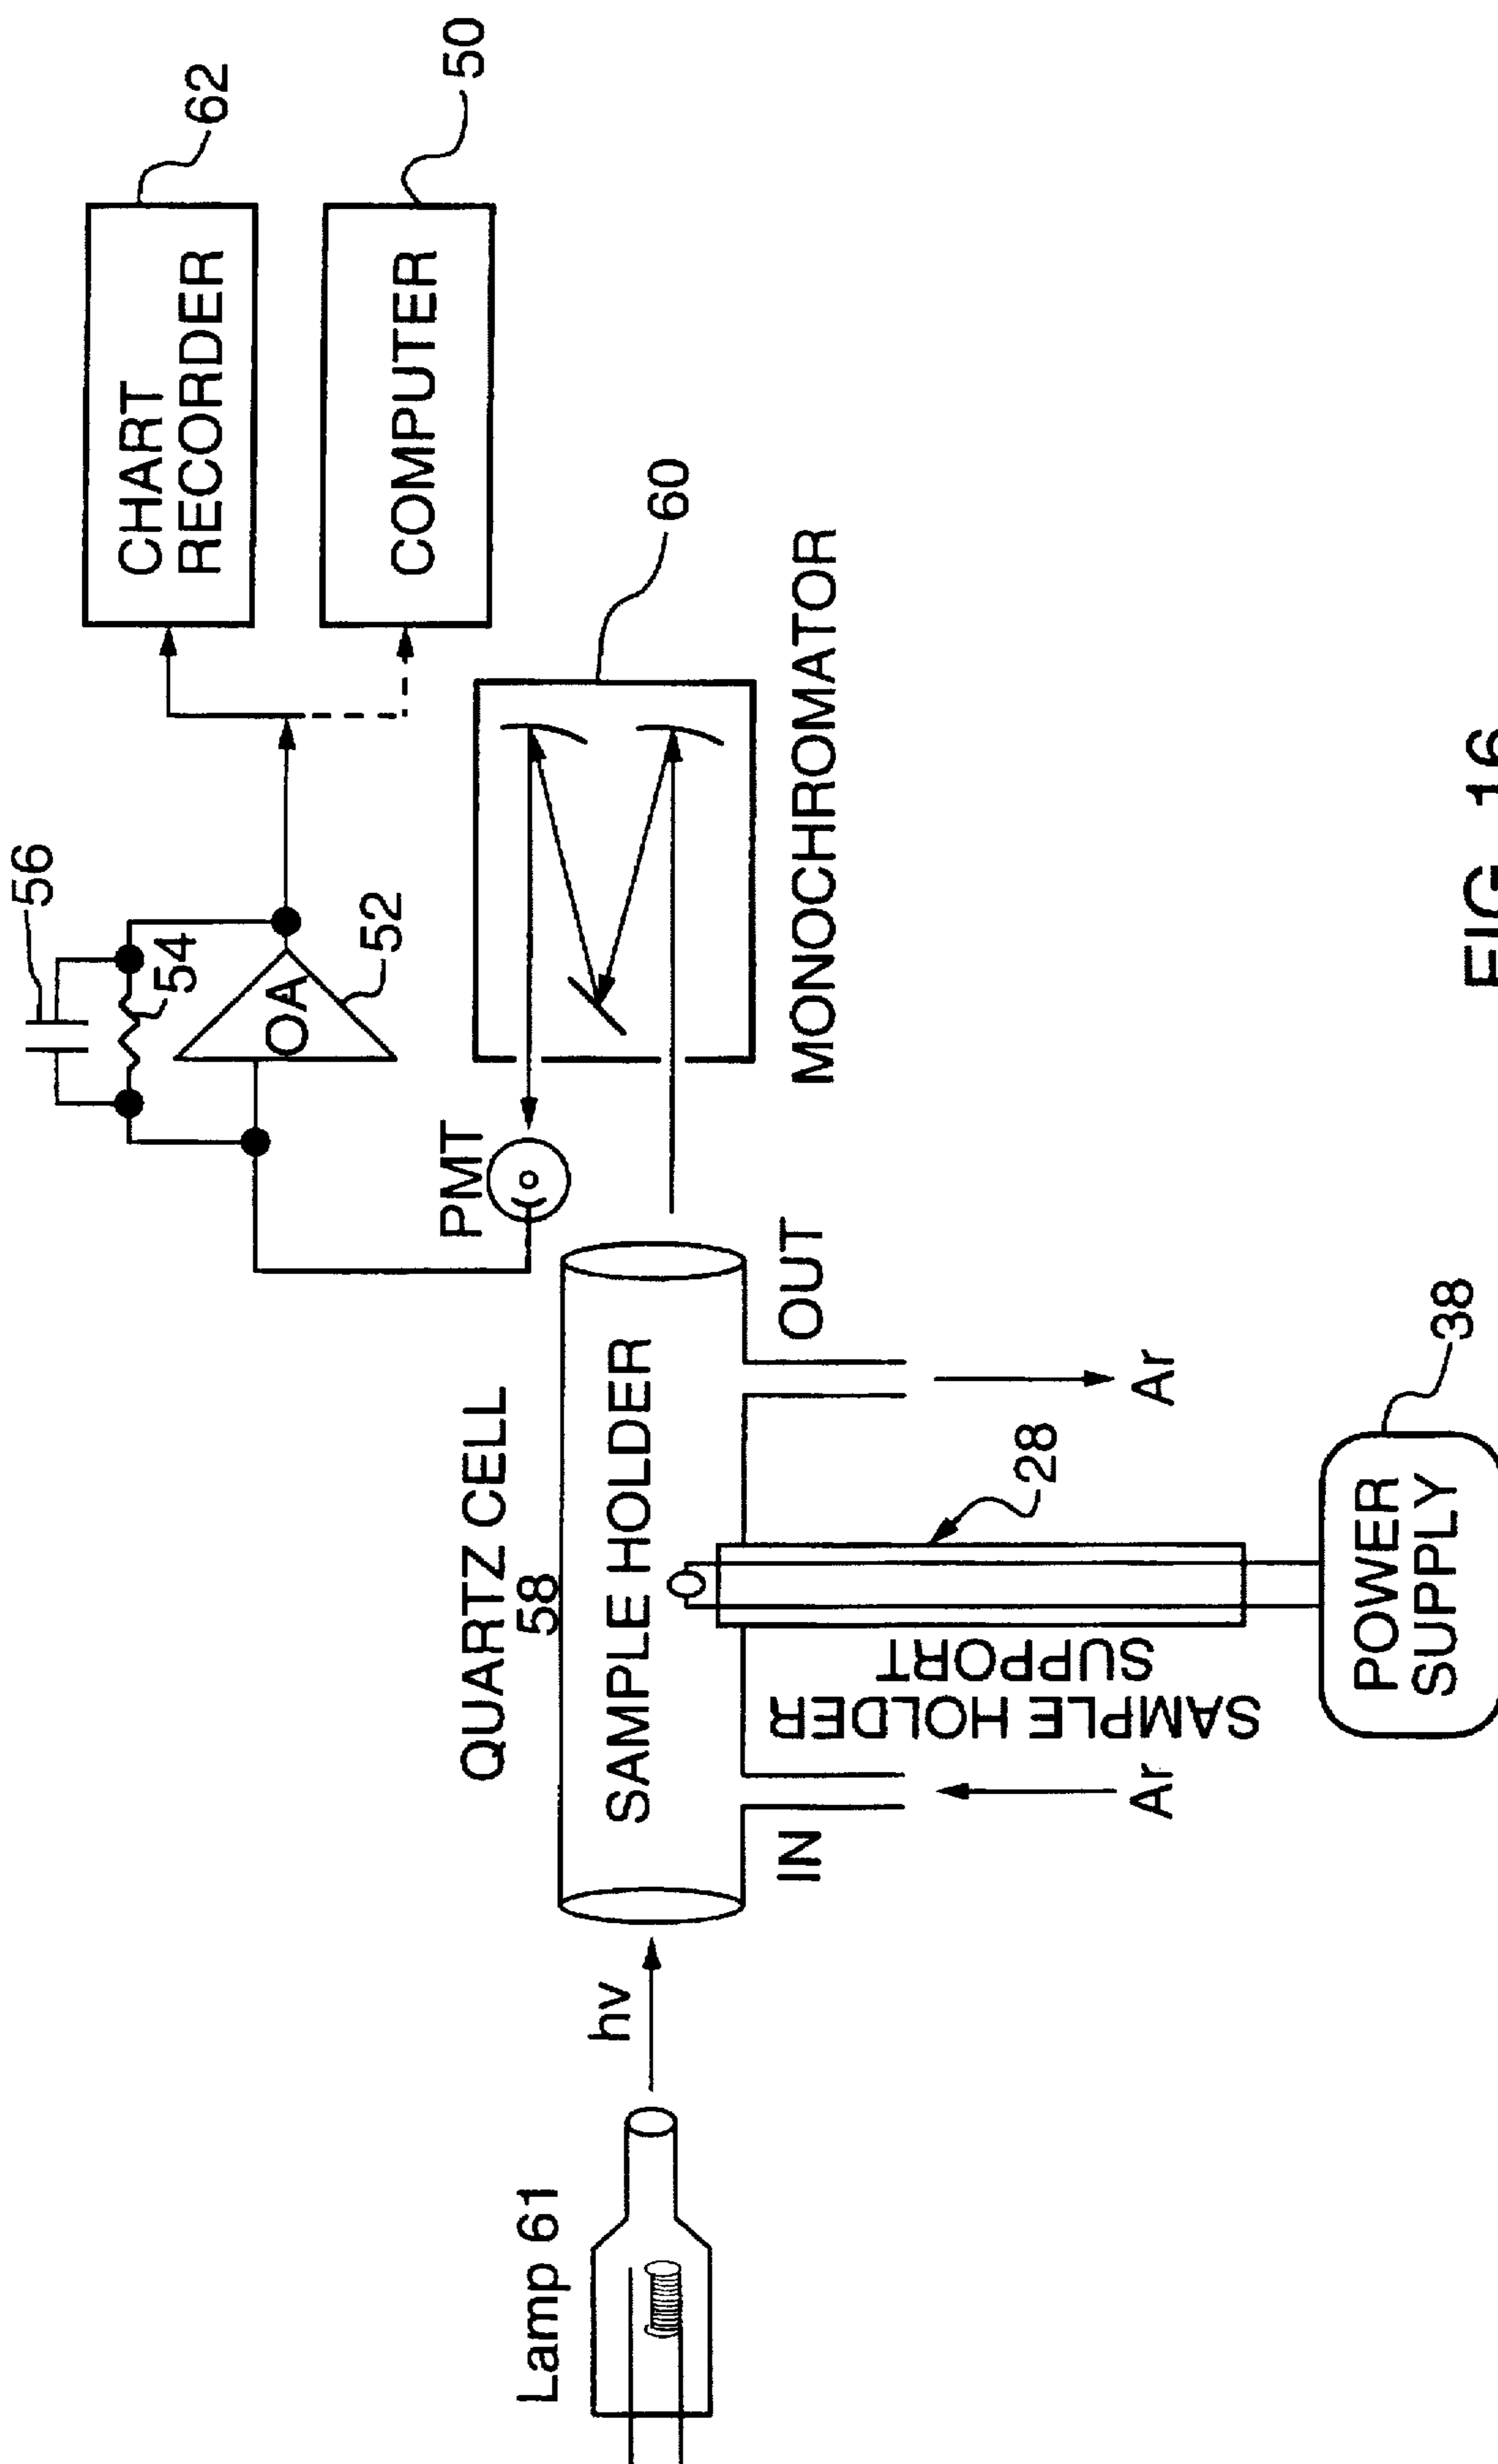 Lamp 61
hv
QUARTZ CELL
58
SAMPLE HOLDER
IN
OUT
Ar
Ar
SAMPLE HOLDER
SUPPORT
28
POWER
SUPPLY
38
PMT
OA
52
54
56
MONOCHROMATOR
60
CHART
RECORDER
62
COMPUTER
50
FIG. 16